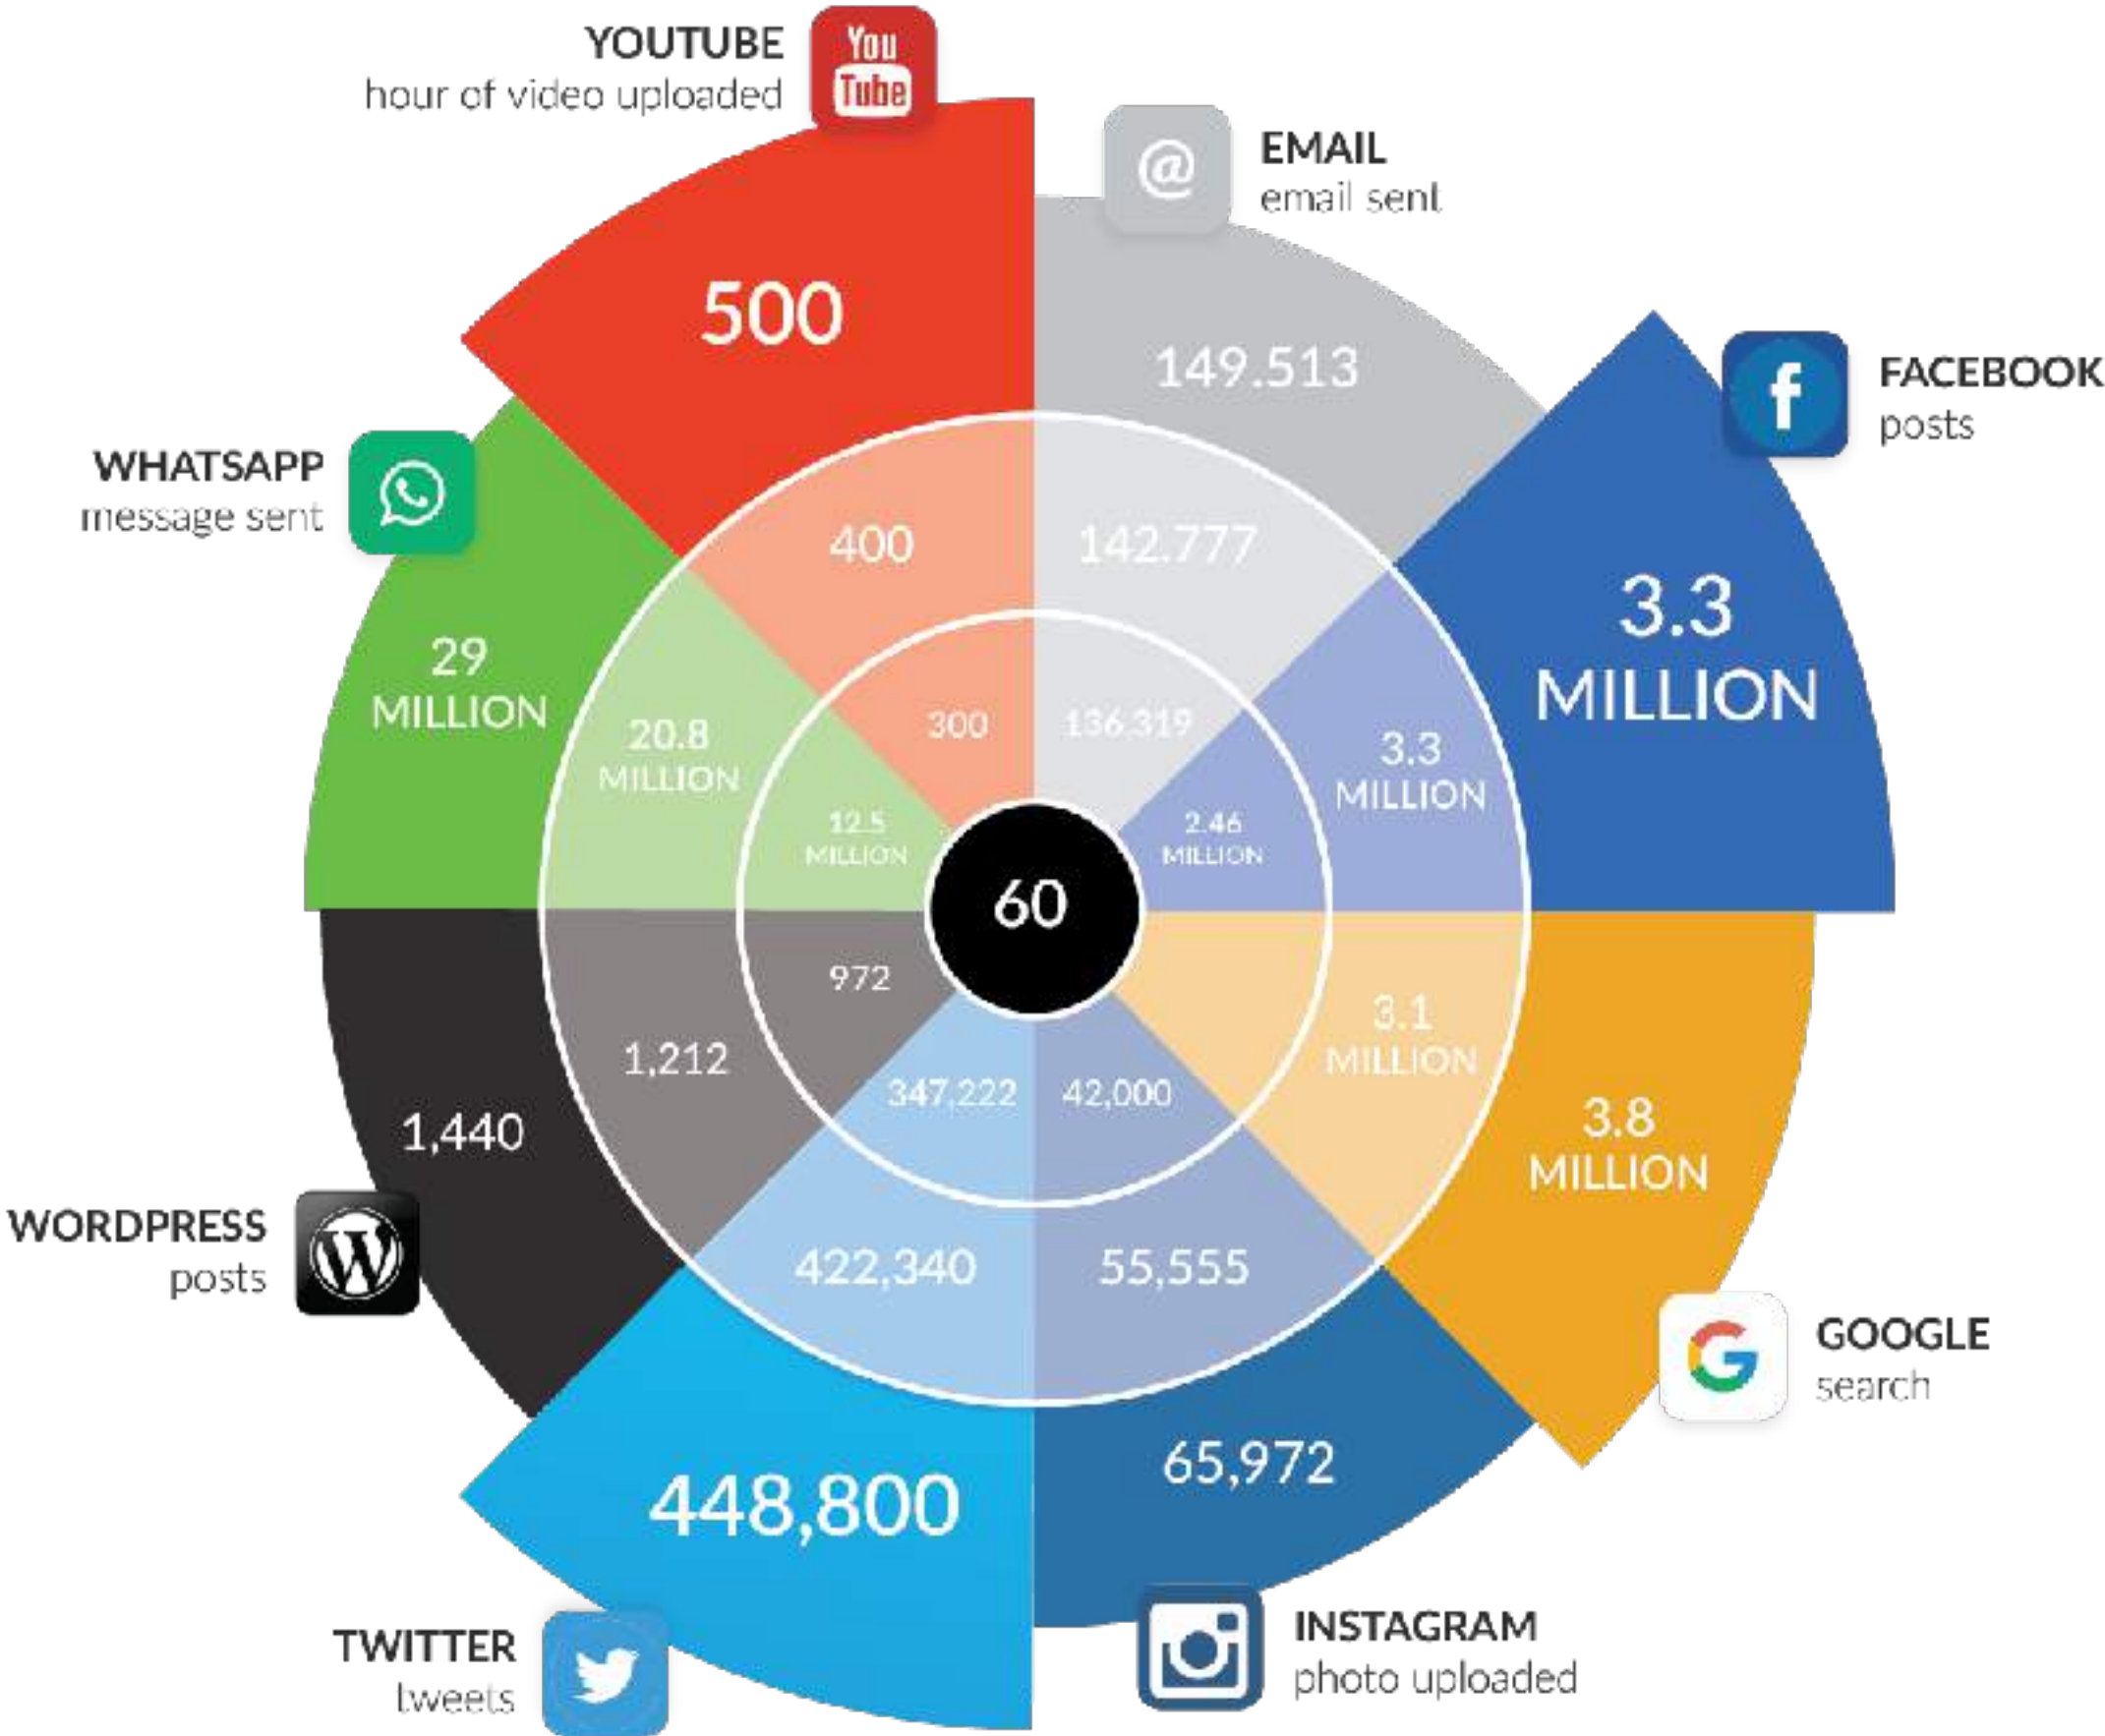 YOUTUBE
hour of video uploaded
You
Tube
@
EMAIL
email sent
FACEBOOK
posts
f
WHATSAPP
message sent
500
149.513
3.3
MILLION
400
142.777
29
MILLION
20.8
MILLION
300
136.319
3.3
MILLION
12.5
MILLION
2.46
MILLION
60
972
1,212
1,440
3.1
MILLION
3.8
MILLION
347,222
42,000
422,340
55,555
448,800
65,972
WORDPRESS
posts
W
G
GOOGLE
search
TWITTER
tweets
INSTAGRAM
photo uploaded